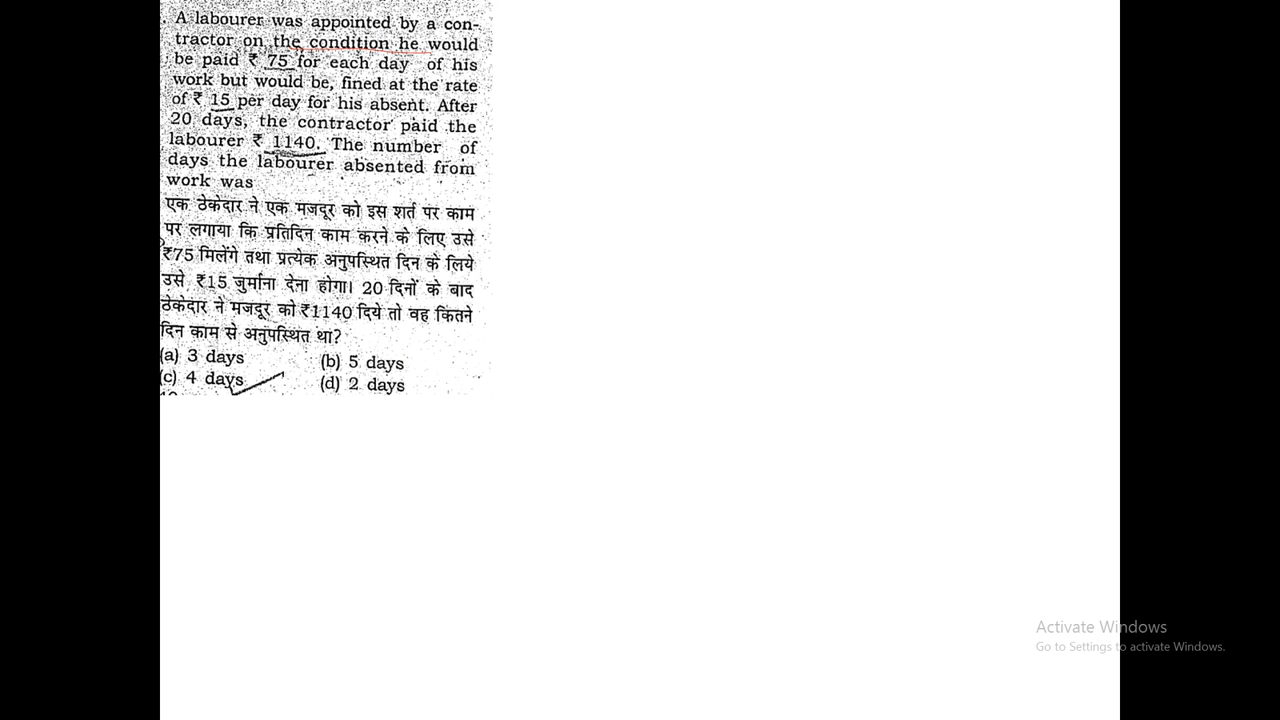 . A labourer was appointed by a con-
tractor on the condition he would
be paid ₹ 75 for each day of his
work but would be, fined at the rate
of ₹ 15 per day for his absent. After
20 days, the contractor paid the
labourer ₹ 1140. The number of
days the labourer absented from
work was
एक ठेकेदार ने एक मजदूर को इस शर्त पर काम
पर लगाया कि प्रतिदिन काम करने के लिए उसे
₹75 मिलेंगे तथा प्रत्येक अनुपस्थित दिन के लिये
उसे ₹15 जुर्माना देना होगा। 20 दिनों के बाद
ठेकेदार ने मजदूर को ₹1140 दिये तो वह कितने
दिन काम से अनुपस्थित था?
(a) 3 days (b) 5 days
(c) 4 days (d) 2 days
Activate Windows
Go to Settings to activate Windows.